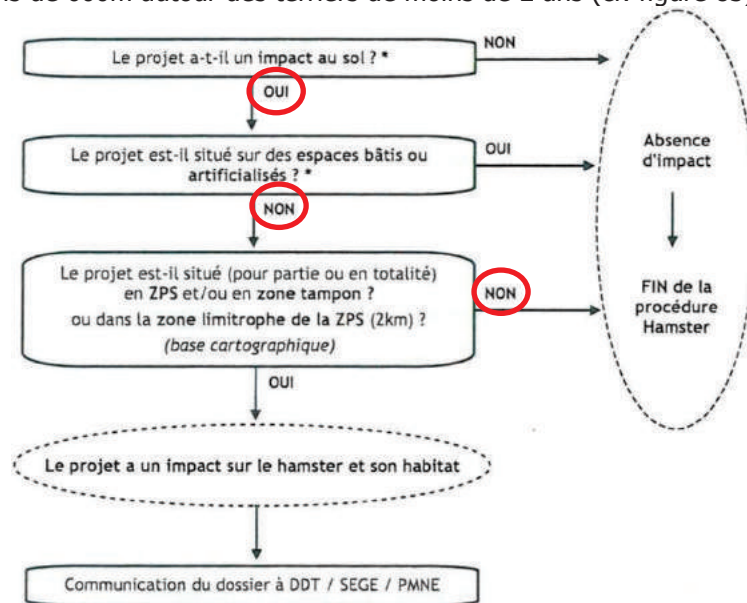 Le projet a-t-il un impact au sol ? *
NON
OUI
Le projet est-il situé sur des espaces bâtis ou
artificialisés ? *
OUI
NON
Absence
d'impact
Le projet est-il situé (pour partie ou en totalité)
en ZPS et/ou en zone tampon ?
ou dans la zone limitrophe de la ZPS (2km) ?
(base cartographique)
NON
FIN de la
procédure
Hamster
OUI
Le projet a un impact sur le hamster et son habitat
Communication du dossier à DDT / SEGE / PMNE